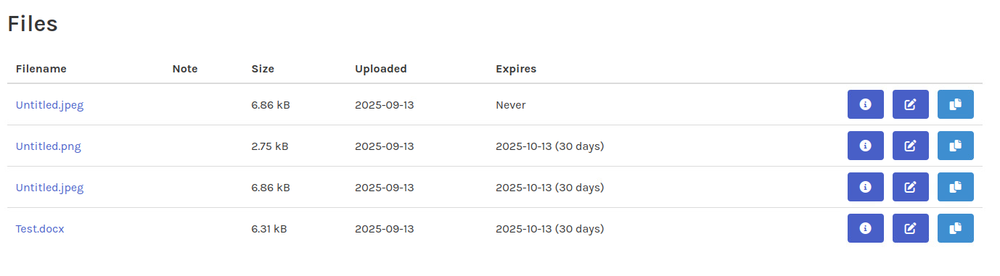 Files
Filename Note Size Uploaded Expires
Untitled.jpeg 6.86 kB 2025-09-13 Never
Untitled.png 2.75 kB 2025-09-13 2025-10-13 (30 days)
Untitled.jpeg 6.86 kB 2025-09-13 2025-10-13 (30 days)
Test.docx 6.31 kB 2025-09-13 2025-10-13 (30 days)